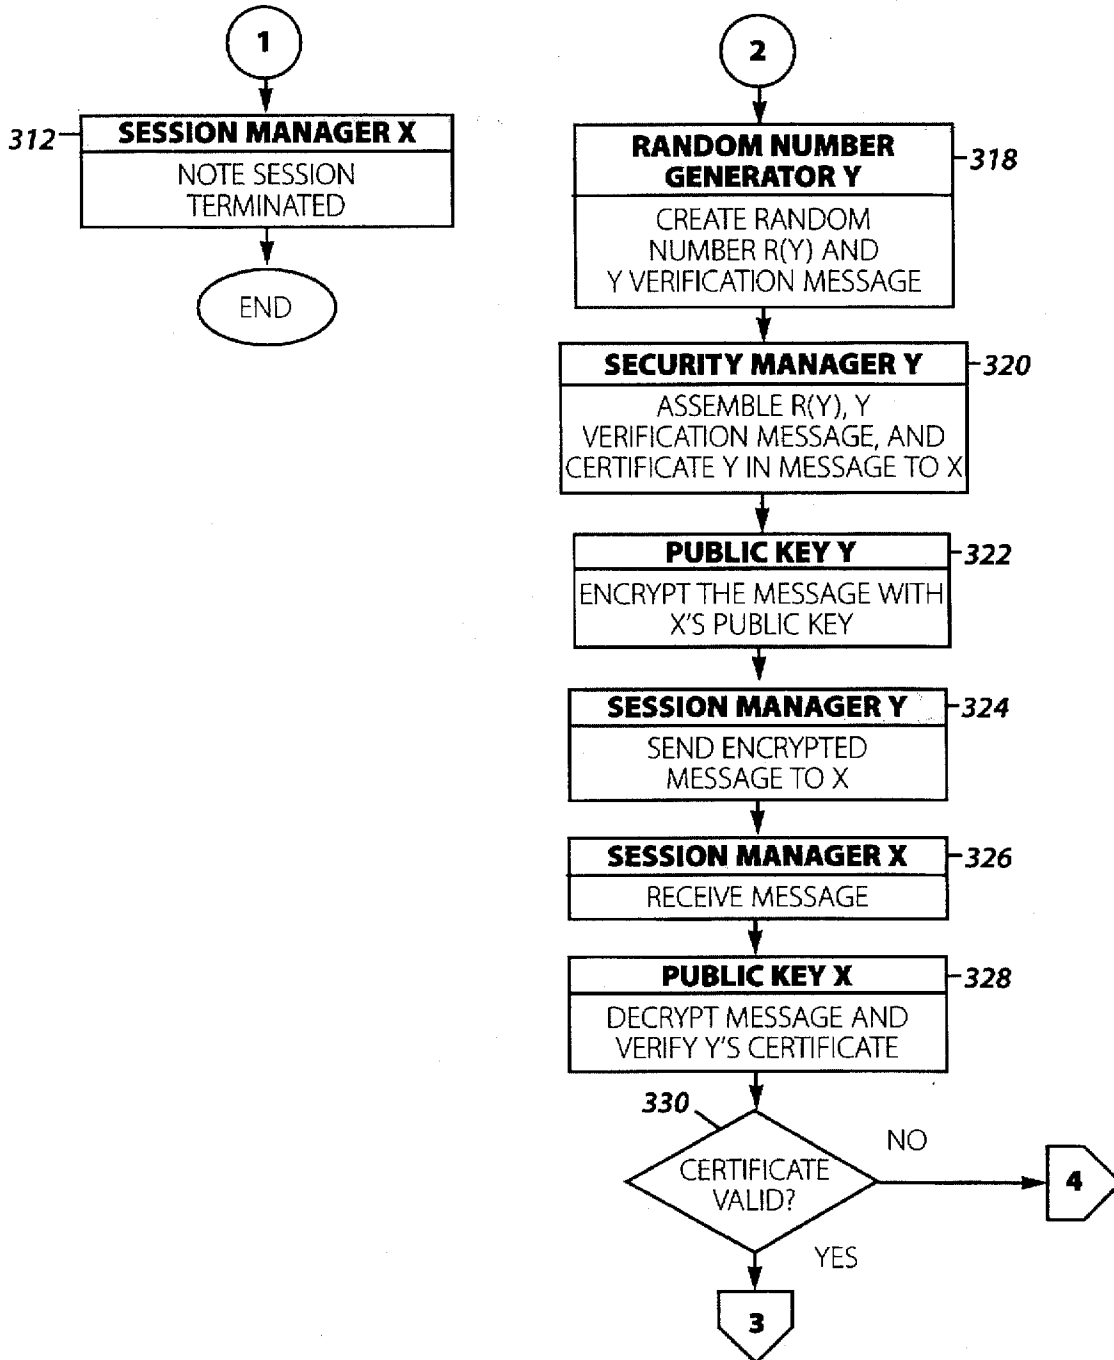 1
312
SESSION MANAGER X
NOTE SESSION
TERMINATED
END
2
RANDOM NUMBER
GENERATOR Y
318
CREATE RANDOM
NUMBER R(Y) AND
Y VERIFICATION MESSAGE
SECURITY MANAGER Y
320
ASSEMBLE R(Y), Y
VERIFICATION MESSAGE, AND
CERTIFICATE Y IN MESSAGE TO X
PUBLIC KEY Y
322
ENCRYPT THE MESSAGE WITH
X'S PUBLIC KEY
SESSION MANAGER Y
324
SEND ENCRYPTED
MESSAGE TO X
SESSION MANAGER X
326
RECEIVE MESSAGE
PUBLIC KEY X
328
DECRYPT MESSAGE AND
VERIFY Y'S CERTIFICATE
330
CERTIFICATE
VALID?
NO
4
YES
3